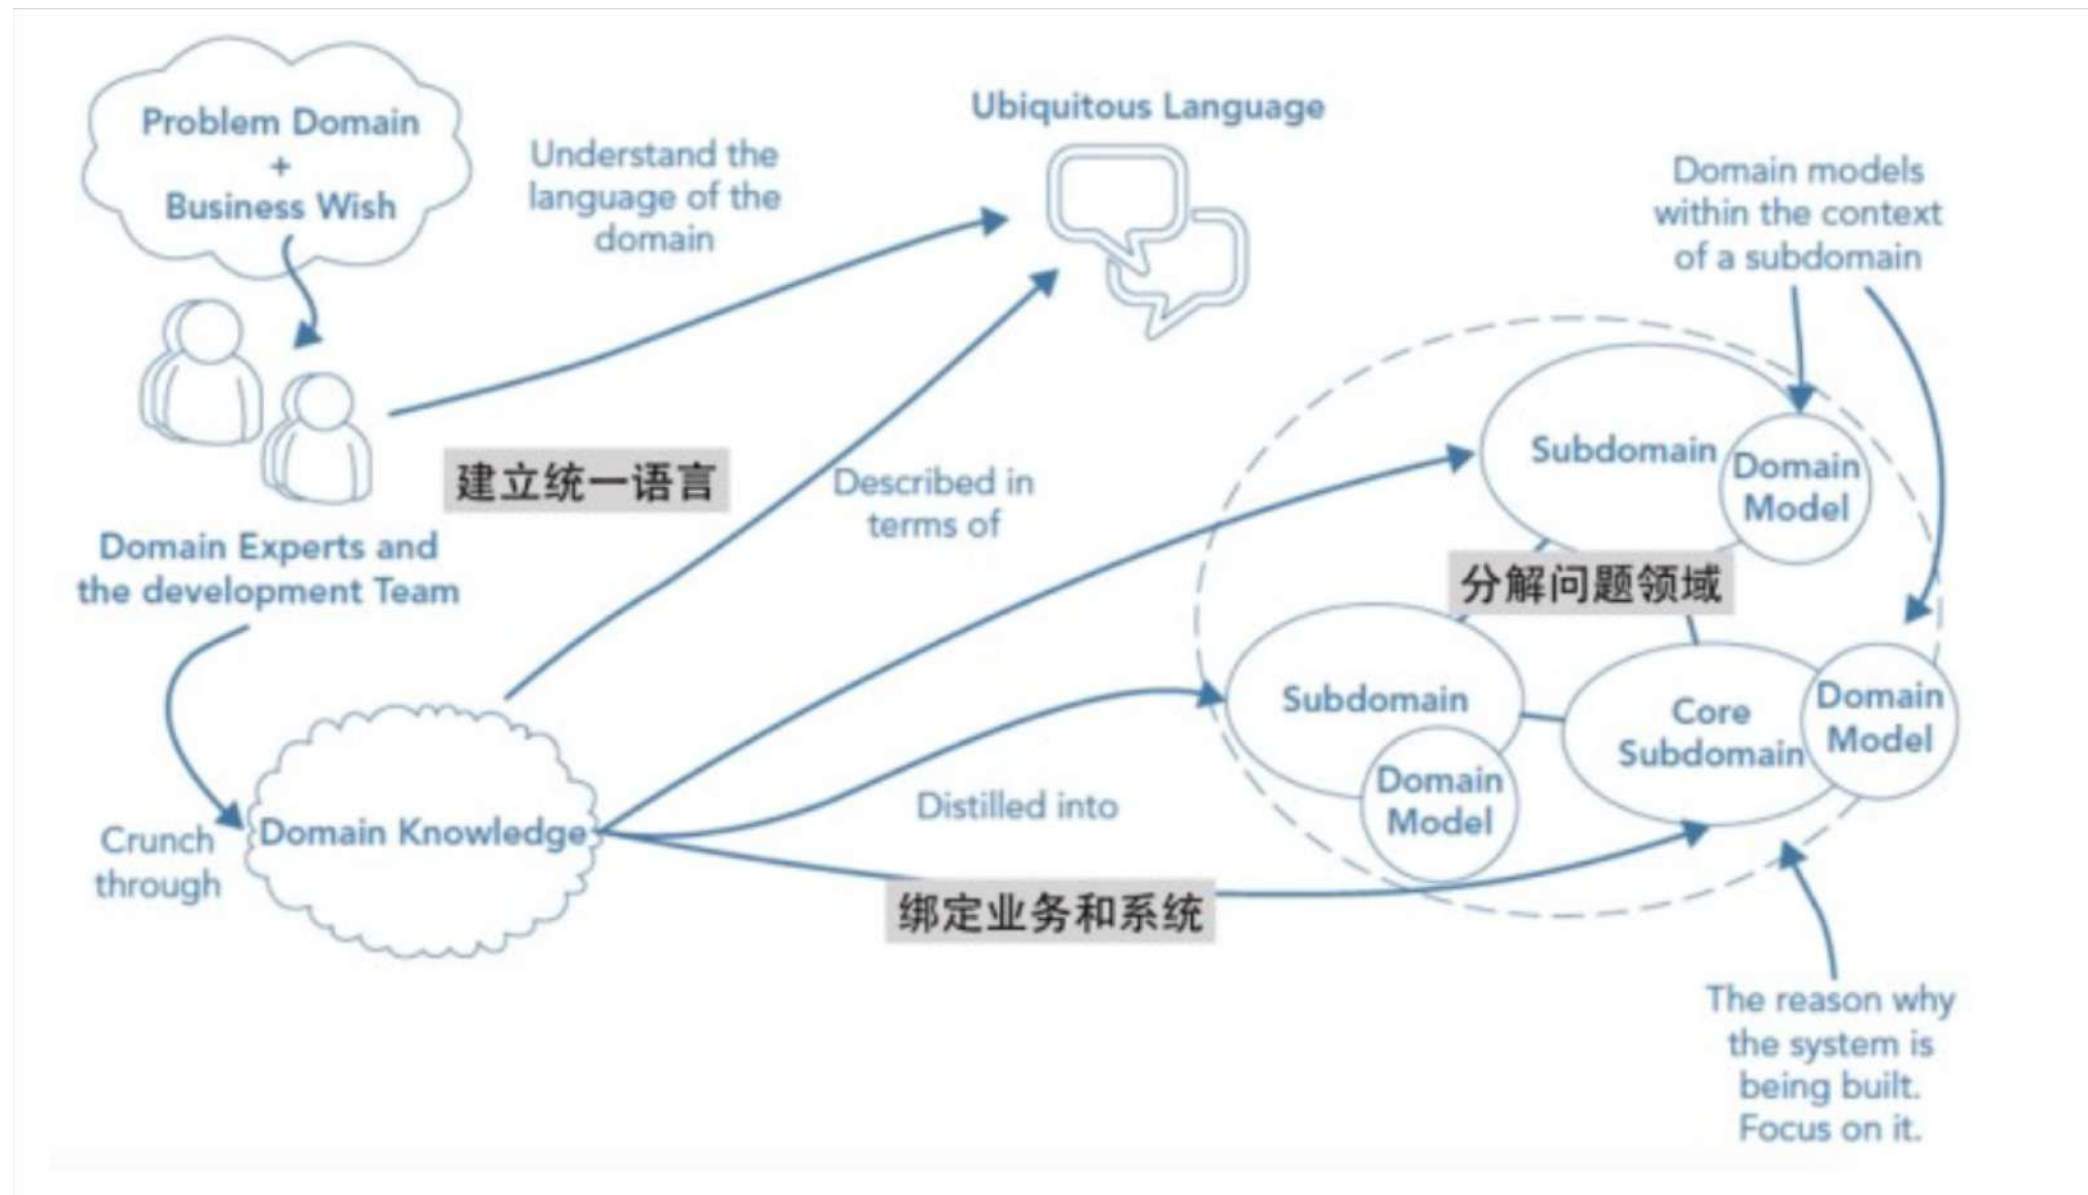 Problem Domain
+
Business Wish
Understand the
language of the
domain
Ubiquitous Language
Domain models
within the context
of a subdomain
建立统一语言
Described in
terms of
Subdomain
Domain
Model
分解问题领域
Domain Experts and
the development Team
Subdomain
Domain
Model
Core
Subdomain
Domain
Model
Crunch
through
Domain Knowledge
Distilled into
绑定业务和系统
The reason why
the system is
being built.
Focus on it.